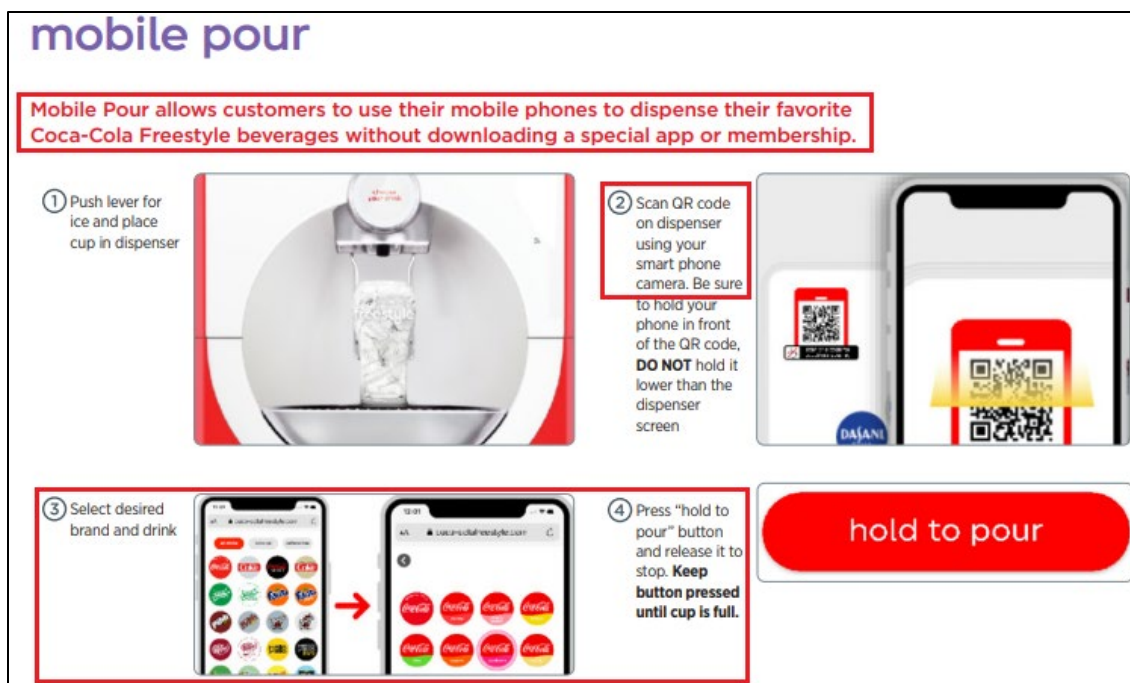 mobile pour
Mobile Pour allows customers to use their mobile phones to dispense their favorite
Coca-Cola Freestyle beverages without downloading a special app or membership.
1 Push lever for
ice and place
cup in dispenser
freestyle
2 Scan QR code
on dispenser
using your
smart phone
camera. Be sure
to hold your
phone in front
of the QR code,
DO NOT hold it
lower than the
dispenser
screen
DASANI
3 Select desired
brand and drink
12:01
AA coca-colafreestyle.com
4 Press “hold to
pour” button
and release it to
stop. Keep
button pressed
until cup is full.
hold to pour